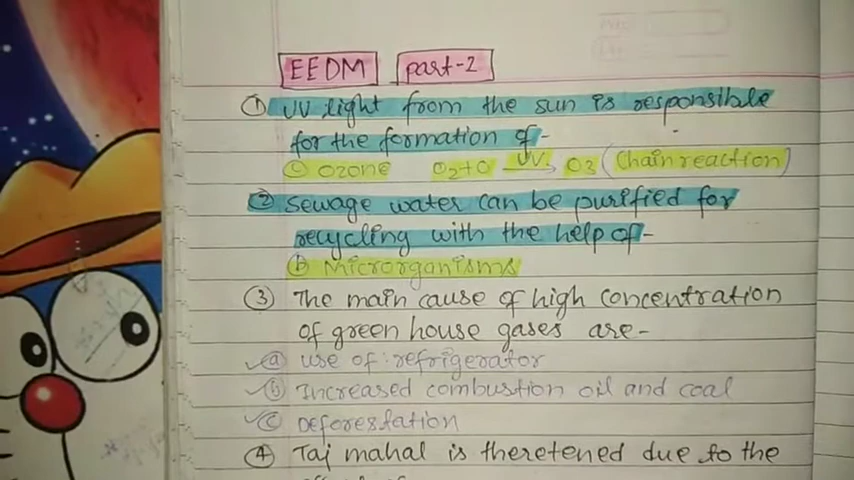 EEDM part-2
① UV light from the sun is responsible
for the formation of-
Ⓒ Ozone O2+O UV→ O3 (Chain reaction)
② Sewage water can be purified for
recycling with the help of-
ⓑ Microrganisms
③ The main cause of high concentration
of green house gases are-
✓ⓐ use of refrigerator
✓ⓑ Increased combustion oil and coal
✓ⓒ Deforestation
④ Taj mahal is theretened due to the